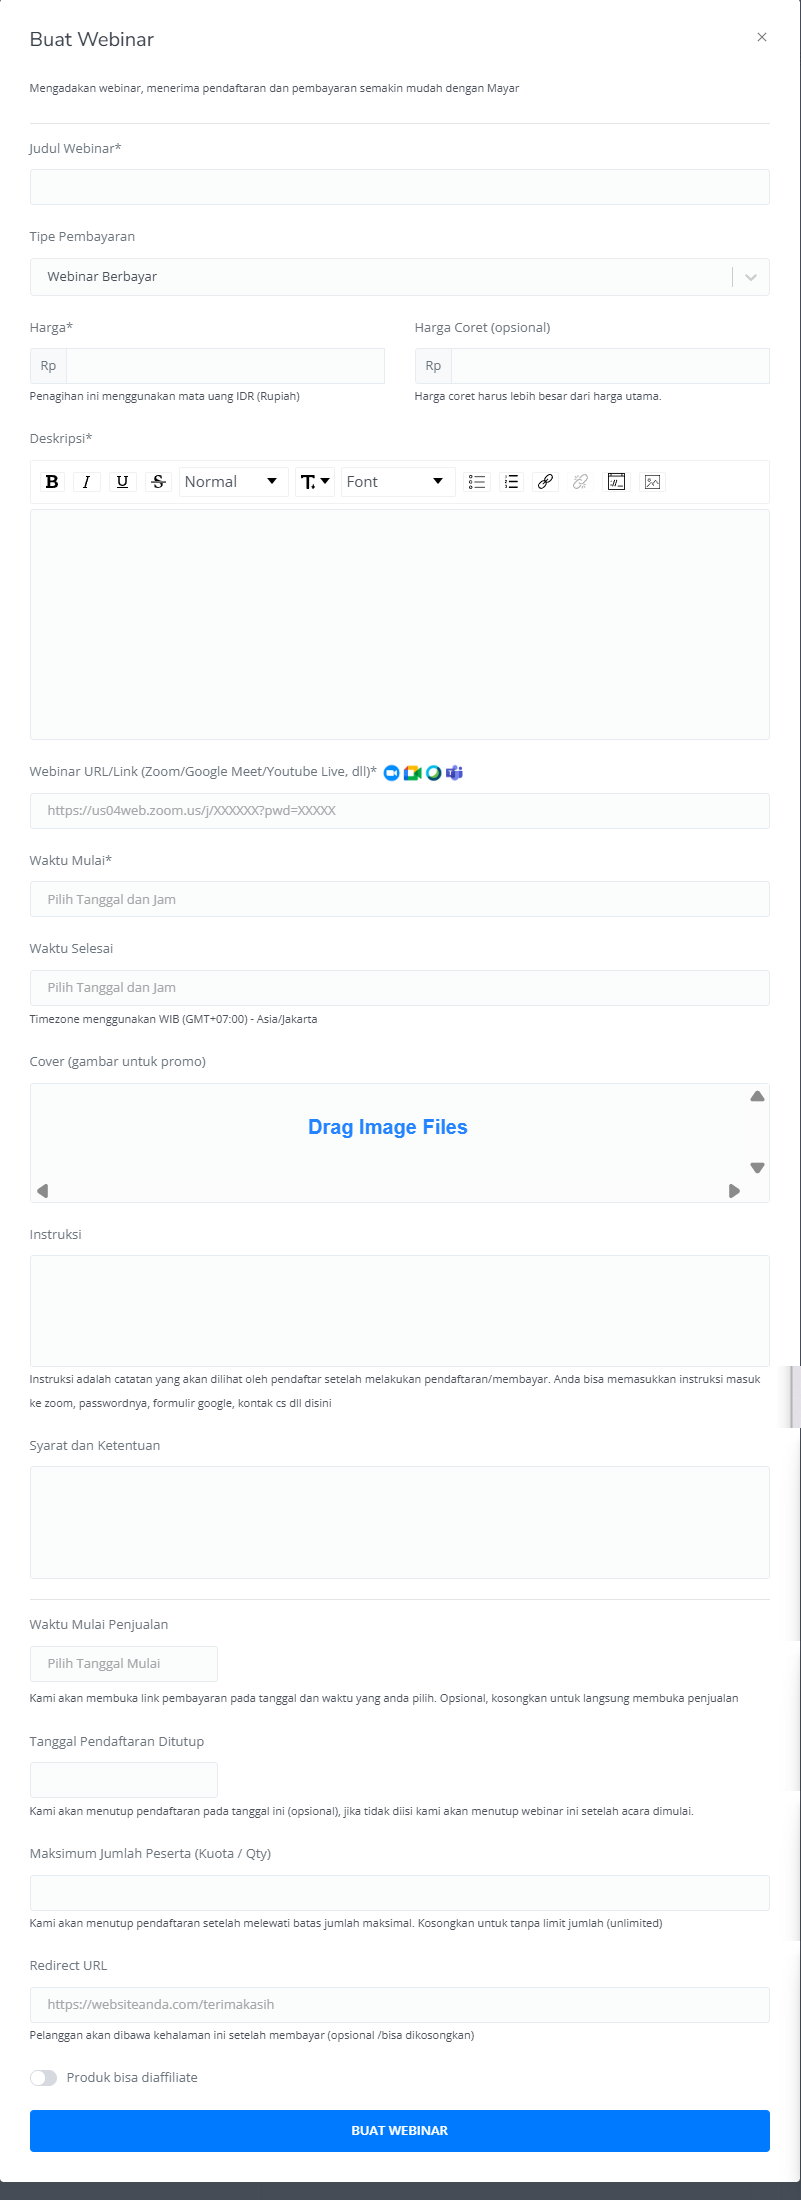 Buat Webinar
×
Mengadakan webinar, menerima pendaftaran dan pembayaran semakin mudah dengan Mayar
Judul Webinar*
Tipe Pembayaran
Webinar Berbayar
Harga*
Rp
Penagihan ini menggunakan mata uang IDR (Rupiah)
Harga Coret (opsional)
Rp
Harga coret harus lebih besar dari harga utama.
Deskripsi*
B I U S Normal T Font
Webinar URL/Link (Zoom/Google Meet/Youtube Live, dll)*
https://us04web.zoom.us/j/XXXXXX?pwd=XXXXX
Waktu Mulai*
Pilih Tanggal dan Jam
Waktu Selesai
Pilih Tanggal dan Jam
Timezone menggunakan WIB (GMT+07:00) - Asia/Jakarta
Cover (gambar untuk promo)
Drag Image Files
Instruksi
Instruksi adalah catatan yang akan dilihat oleh pendaftar setelah melakukan pendaftaran/membayar. Anda bisa memasukkan instruksi masuk
ke zoom, passwordnya, formulir google, kontak cs dll disini
Syarat dan Ketentuan
Waktu Mulai Penjualan
Pilih Tanggal Mulai
Kami akan membuka link pembayaran pada tanggal dan waktu yang anda pilih. Opsional, kosongkan untuk langsung membuka penjualan
Tanggal Pendaftaran Ditutup
Kami akan menutup pendaftaran pada tanggal ini (opsional), jika tidak diisi kami akan menutup webinar ini setelah acara dimulai.
Maksimum Jumlah Peserta (Kuota / Qty)
Kami akan menutup pendaftaran setelah melewati batas jumlah maksimal. Kosongkan untuk tanpa limit jumlah (unlimited)
Redirect URL
https://websiteanda.com/terimakasih
Pelanggan akan dibawa kehalaman ini setelah membayar (opsional /bisa dikosongkan)
Produk bisa diaffiliate
BUAT WEBINAR